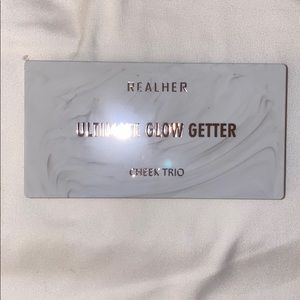 REALHER
ULTIMATE GLOW GETTER
CHEEK TRIO